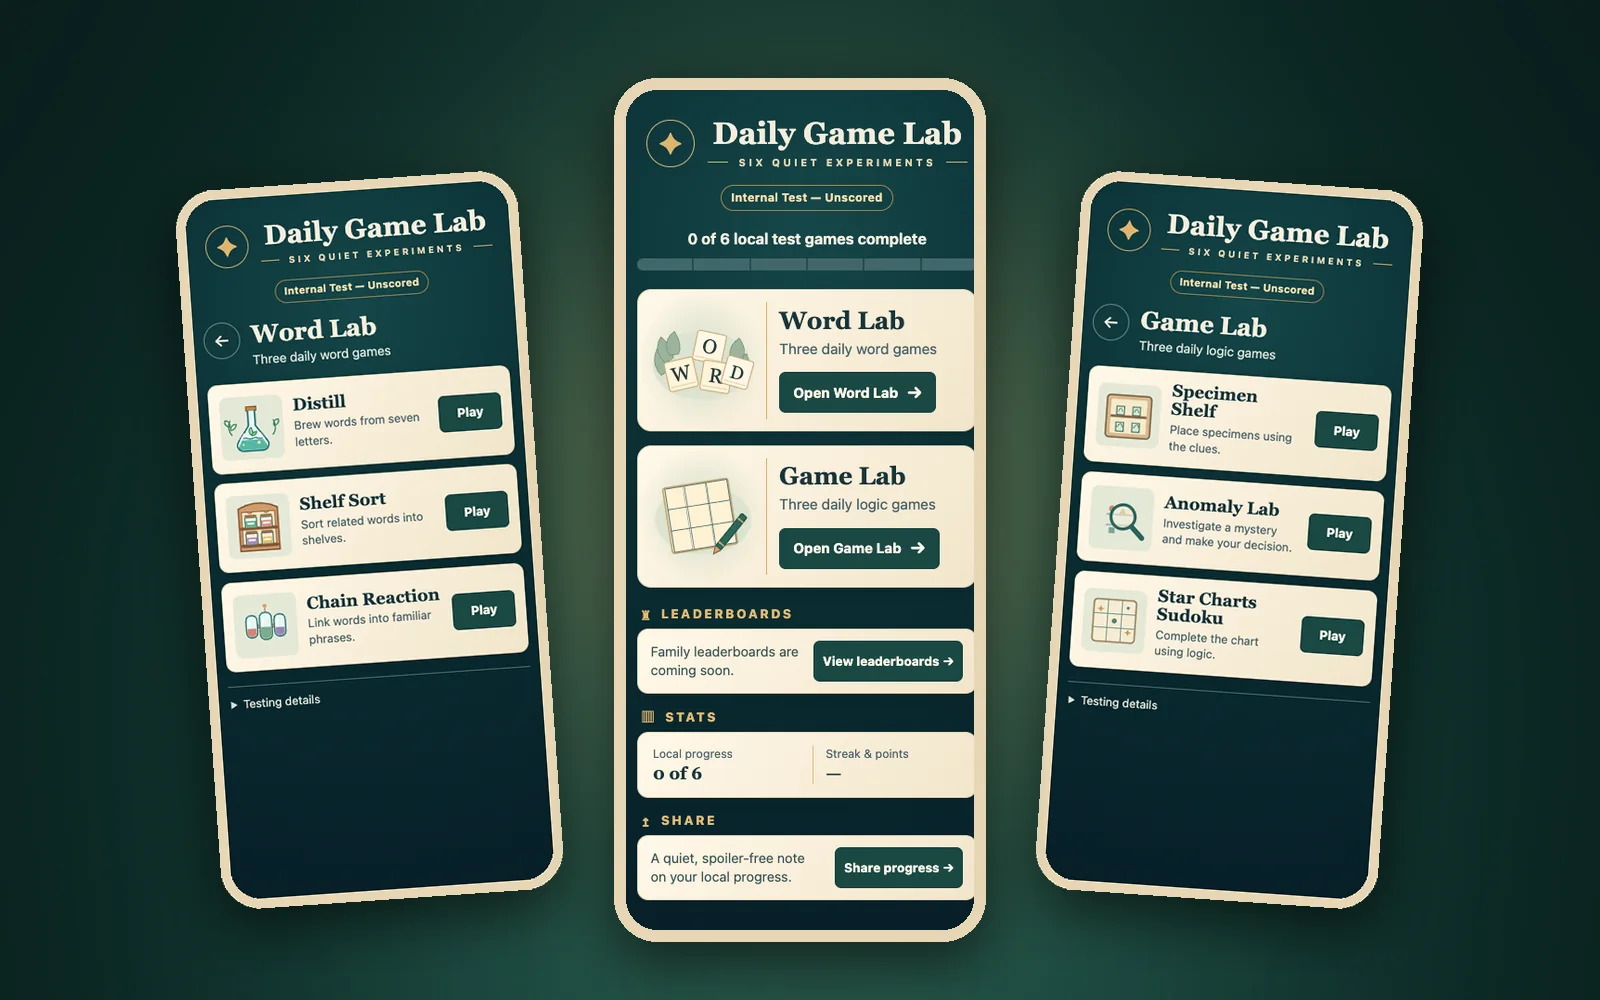 Daily Game Lab
SIX QUIET EXPERIMENTS
Internal Test — Unscored
Word Lab
Three daily word games
Distill
Brew words from seven
letters.
Play
Shelf Sort
Sort related words into
shelves.
Play
Chain Reaction
Link words into familiar
phrases.
Play
Testing details
Daily Game Lab
SIX QUIET EXPERIMENTS
Internal Test — Unscored
0 of 6 local test games complete
W
O
R
D
Word Lab
Three daily word games
Open Word Lab →
Game Lab
Three daily logic games
Open Game Lab →
LEADERBOARDS
Family leaderboards are
coming soon.
View leaderboards →
STATS
Local progress
0 of 6
Streak & points
—
SHARE
A quiet, spoiler-free note
on your local progress.
Share progress →
Daily Game Lab
SIX QUIET EXPERIMENTS
Internal Test — Unscored
Game Lab
Three daily logic games
Specimen
Shelf
Place specimens using
the clues.
Play
Anomaly Lab
Investigate a mystery
and make your decision.
Play
Star Charts
Sudoku
Complete the chart
using logic.
Play
Testing details